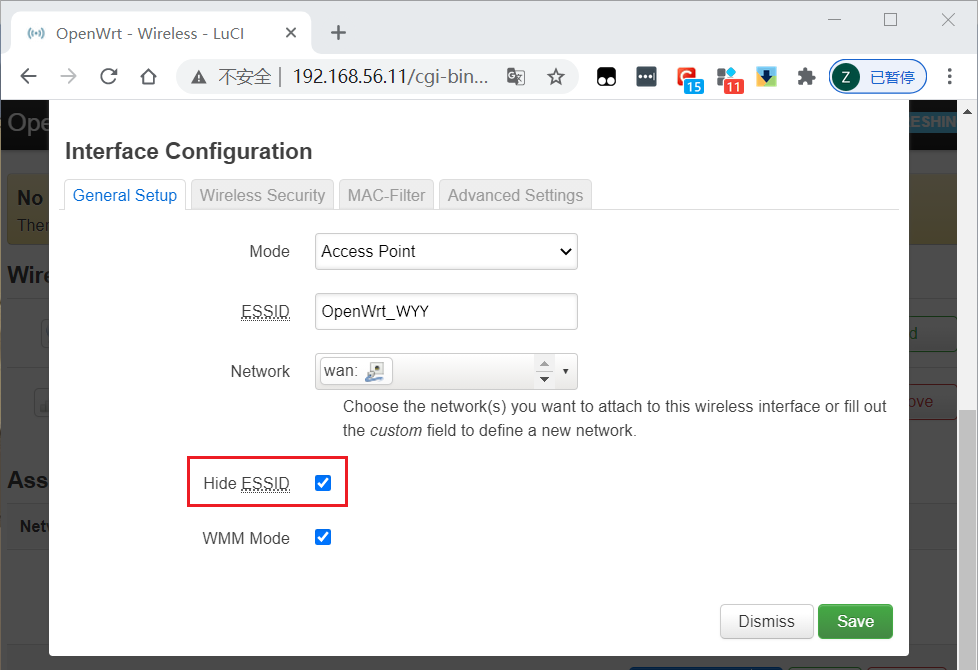 OpenWrt - Wireless - LuCI
不安全 | 192.168.56.11/cgi-bin...
15
11
Z 已暂停
Ope
ESHIN
Interface Configuration
General Setup Wireless Security MAC-Filter Advanced Settings
No
Ther
Mode Access Point
Wire
ESSID OpenWrt_WYY
d
Network wan:
ove
Choose the network(s) you want to attach to this wireless interface or fill out
the custom field to define a new network.
Hide ESSID
Ass
Netw
WMM Mode
Dismiss Save